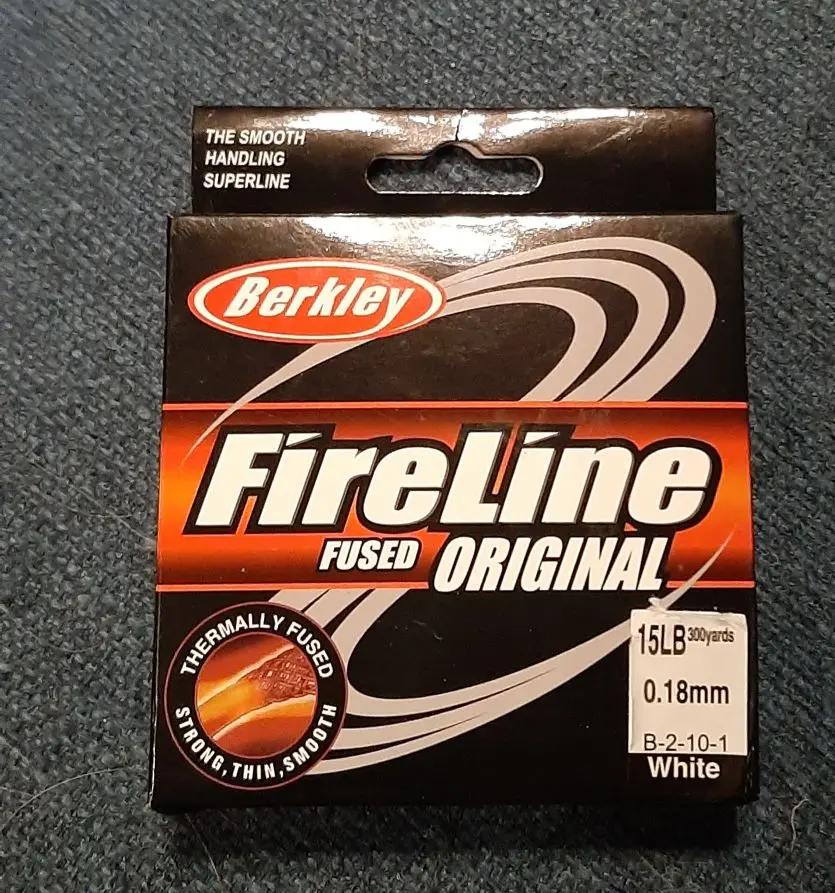 THE SMOOTH
HANDLING
SUPERLINE
Berkley
FireLine
FUSED ORIGINAL
THERMALLY FUSED
STRONG, THIN, SMOOTH
15LB 300yards
0.18mm
B-2-10-1
White